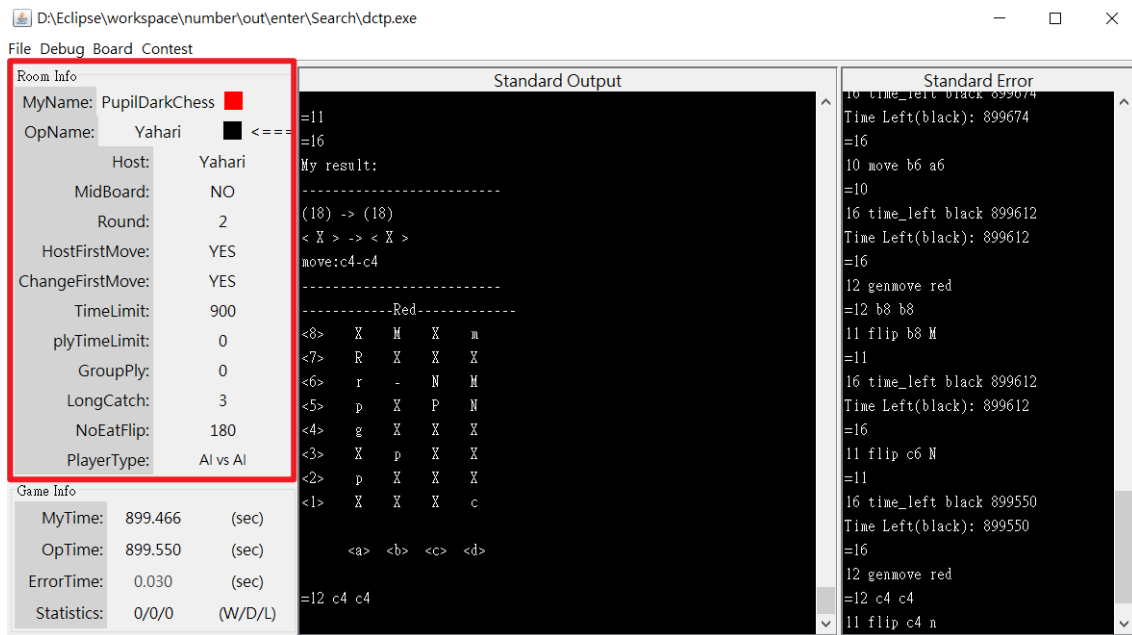 D:\Eclipse\workspace\number\out\enter\Search\dctp.exe
File Debug Board Contest
Room Info
MyName: PupilDarkChess
OpName: Yahari <===
Host: Yahari
MidBoard: NO
Round: 2
HostFirstMove: YES
ChangeFirstMove: YES
TimeLimit: 900
plyTimeLimit: 0
GroupPly: 0
LongCatch: 3
NoEatFlip: 180
PlayerType: AI vs AI
Game Info
MyTime: 899.466 (sec)
OpTime: 899.550 (sec)
ErrorTime: 0.030 (sec)
Statistics: 0/0/0 (W/D/L)
Standard Output
=11
=16
My result:
--------------------------
(18) -> (18)
< X > -> < X >
move:c4-c4
--------------------------
------------Red-------------
<8> X M X m
<7> R X X X
<6> r - N M
<5> p X P N
<4> g X X X
<3> X p X X
<2> p X X X
<1> X X X c
<a> <b> <c> <d>
=12 c4 c4
Standard Error
16 time_left black 899674
Time Left(black): 899674
=16
10 move b6 a6
=10
16 time_left black 899612
Time Left(black): 899612
=16
12 genmove red
=12 b8 b8
11 flip b8 M
=11
16 time_left black 899612
Time Left(black): 899612
=16
11 flip c6 N
=11
16 time_left black 899550
Time Left(black): 899550
=16
12 genmove red
=12 c4 c4
11 flip c4 n